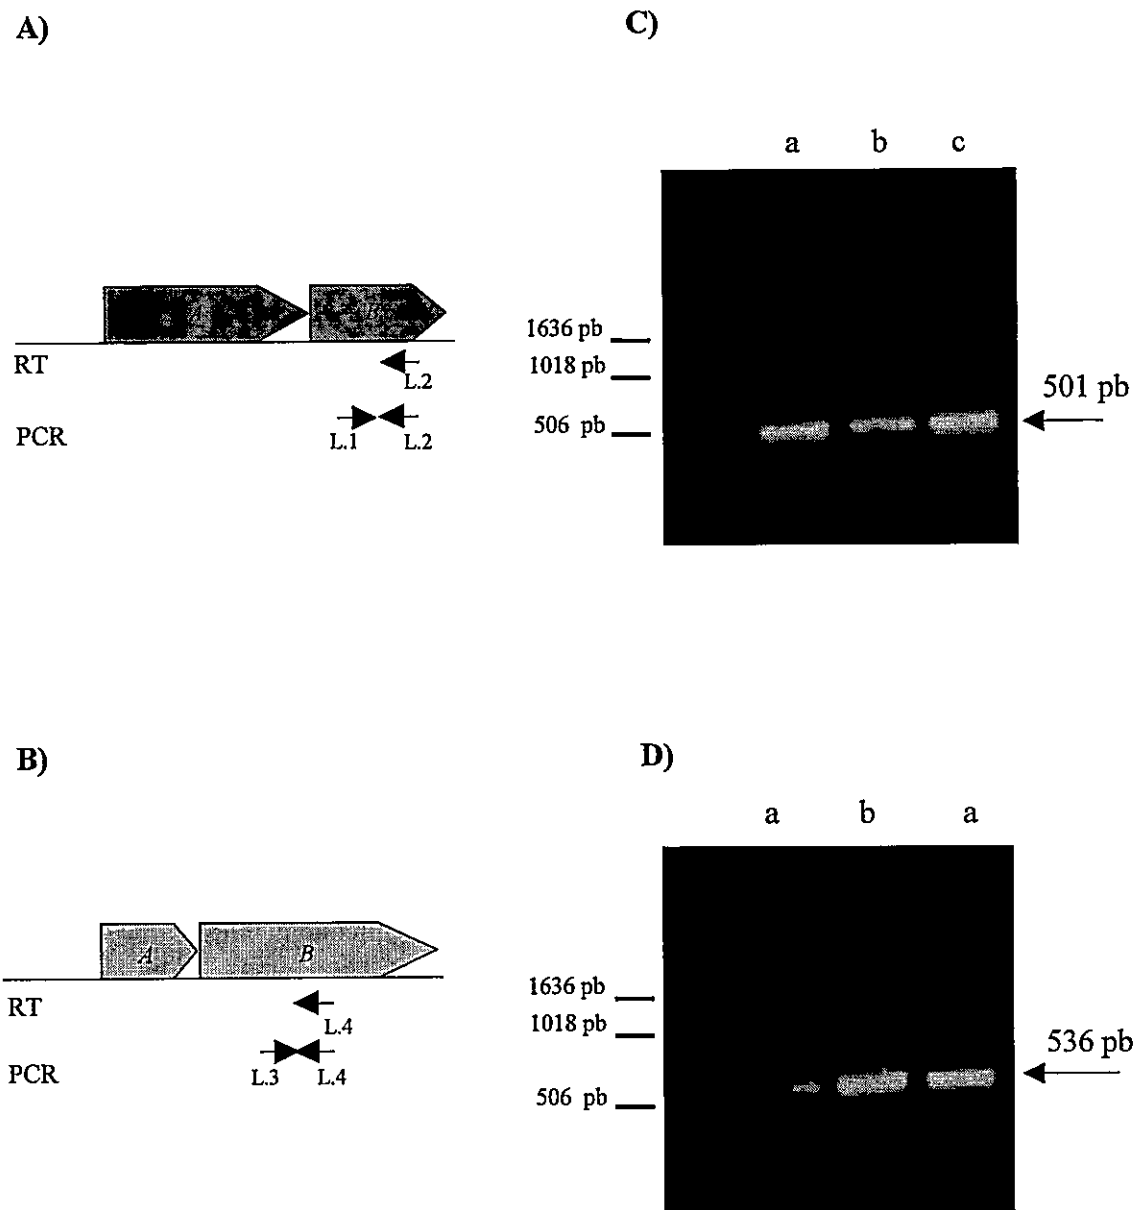 A)
A B
RT
L.2
PCR
L.1 L.2
C)
a b c
1636 pb
1018 pb
506 pb
501 pb
B)
A B
RT
L.4
PCR
L.3 L.4
D)
a b a
1636 pb
1018 pb
506 pb
536 pb